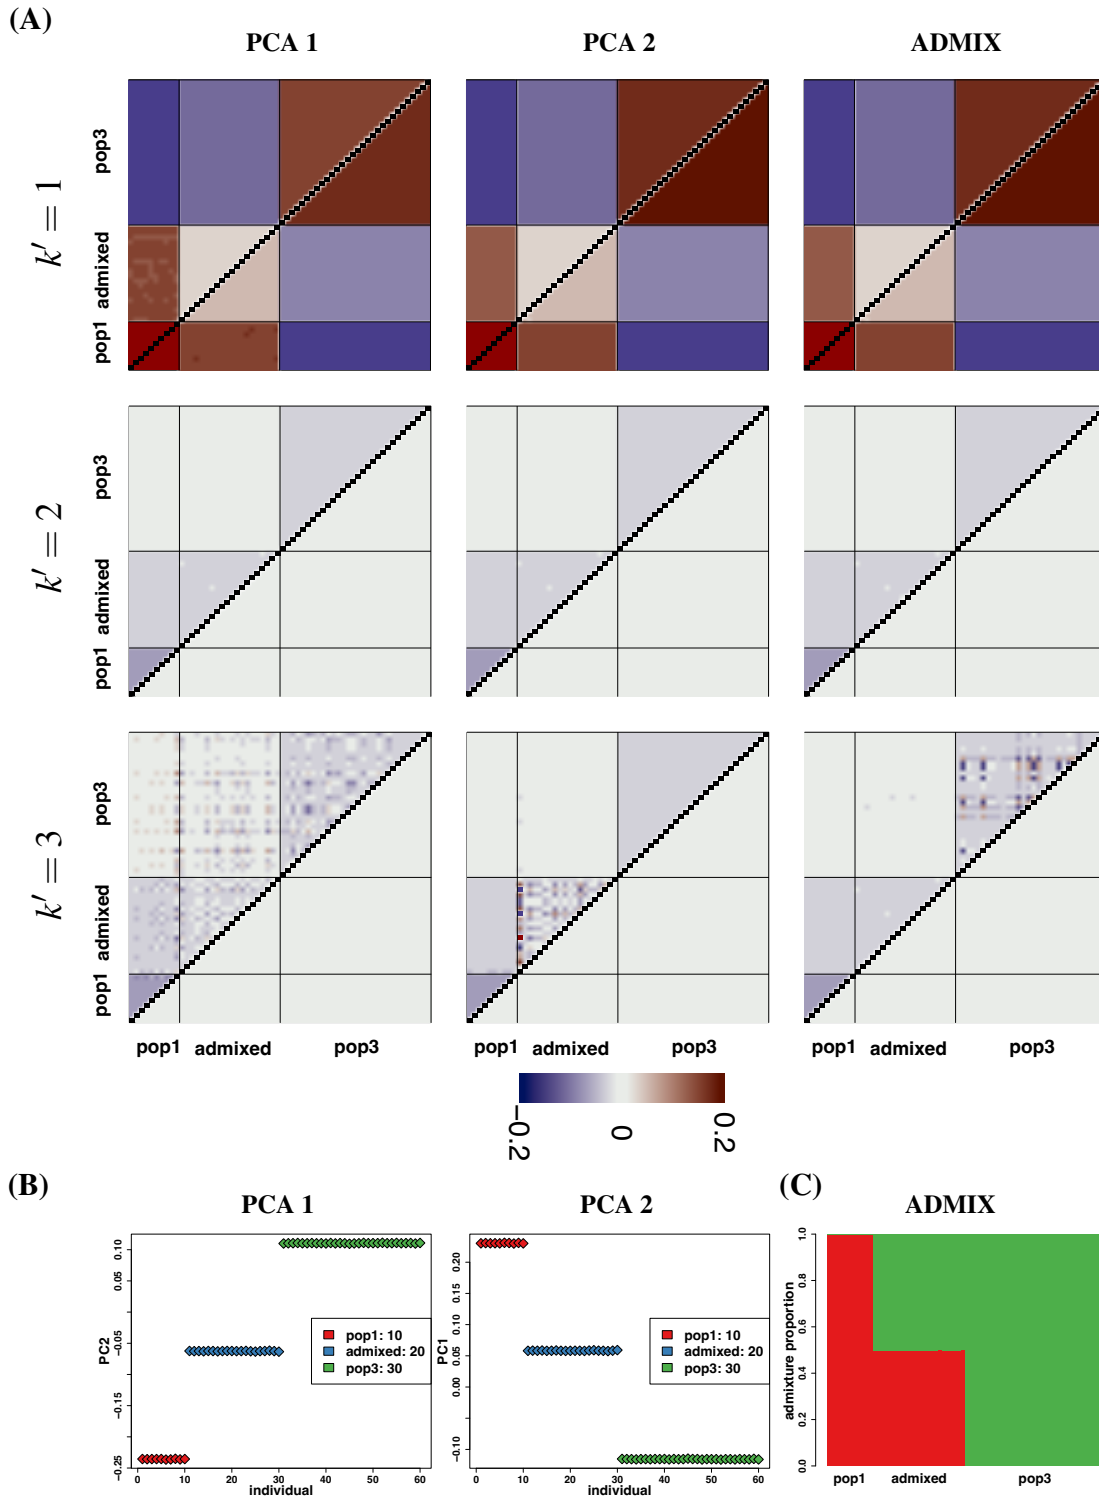 (A)
PCA 1 PCA 2 ADMIX
k′ = 1
pop3
admixed
pop1
k′ = 2
pop3
admixed
pop1
k′ = 3
pop3
admixed
pop1
pop1 admixed pop3 pop1 admixed pop3 pop1 admixed pop3
−0.2 0 0.2
(B) (C)
PCA 1 PCA 2 ADMIX
PC2
0.10
0.05
−0.05
−0.15
−0.25
pop1: 10
admixed: 20
pop3: 30
0 10 20 30 40 50 60
individual
PC1
0.20
0.10
0.05
0.00
−0.10
pop1: 10
admixed: 20
pop3: 30
0 10 20 30 40 50 60
individual
admixture proportion
1.0
0.8
0.6
0.4
0.2
0.0
pop1 admixed pop3